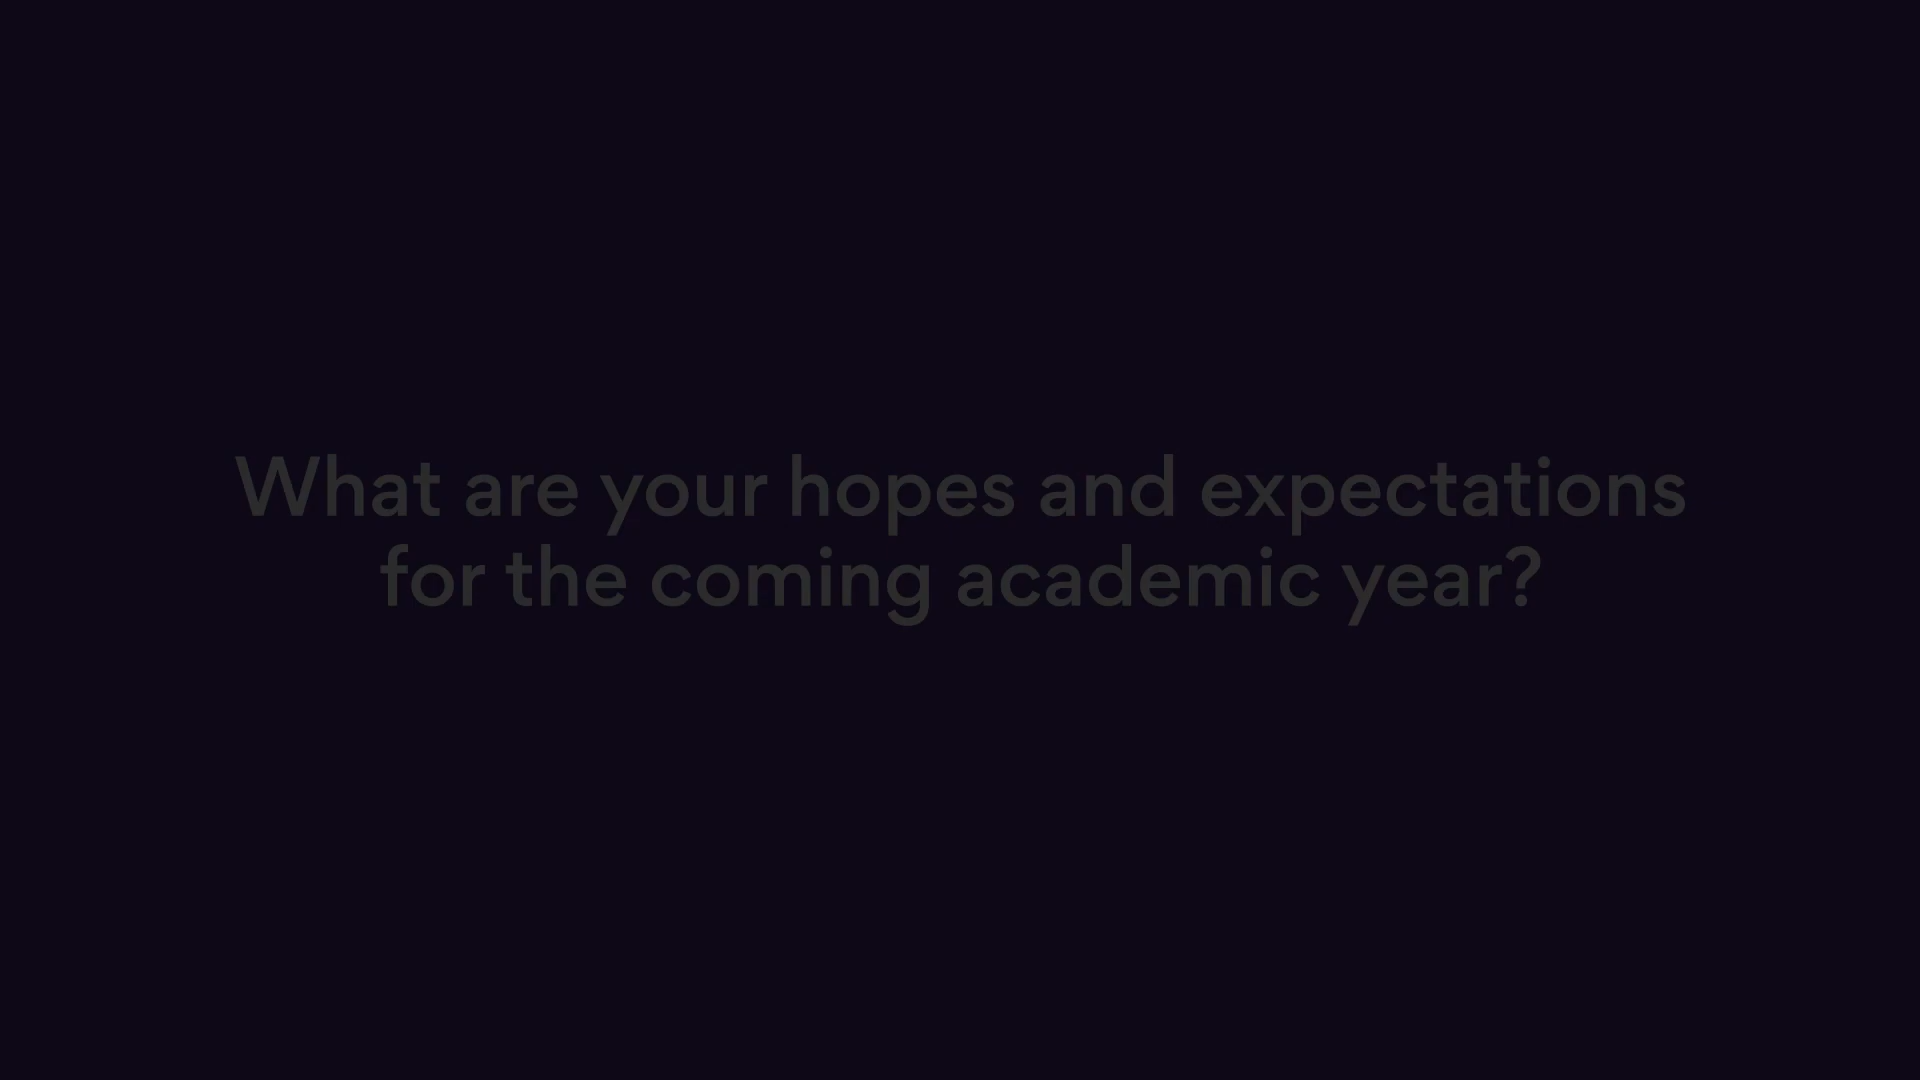 What are your hopes and expectations
for the coming academic year?